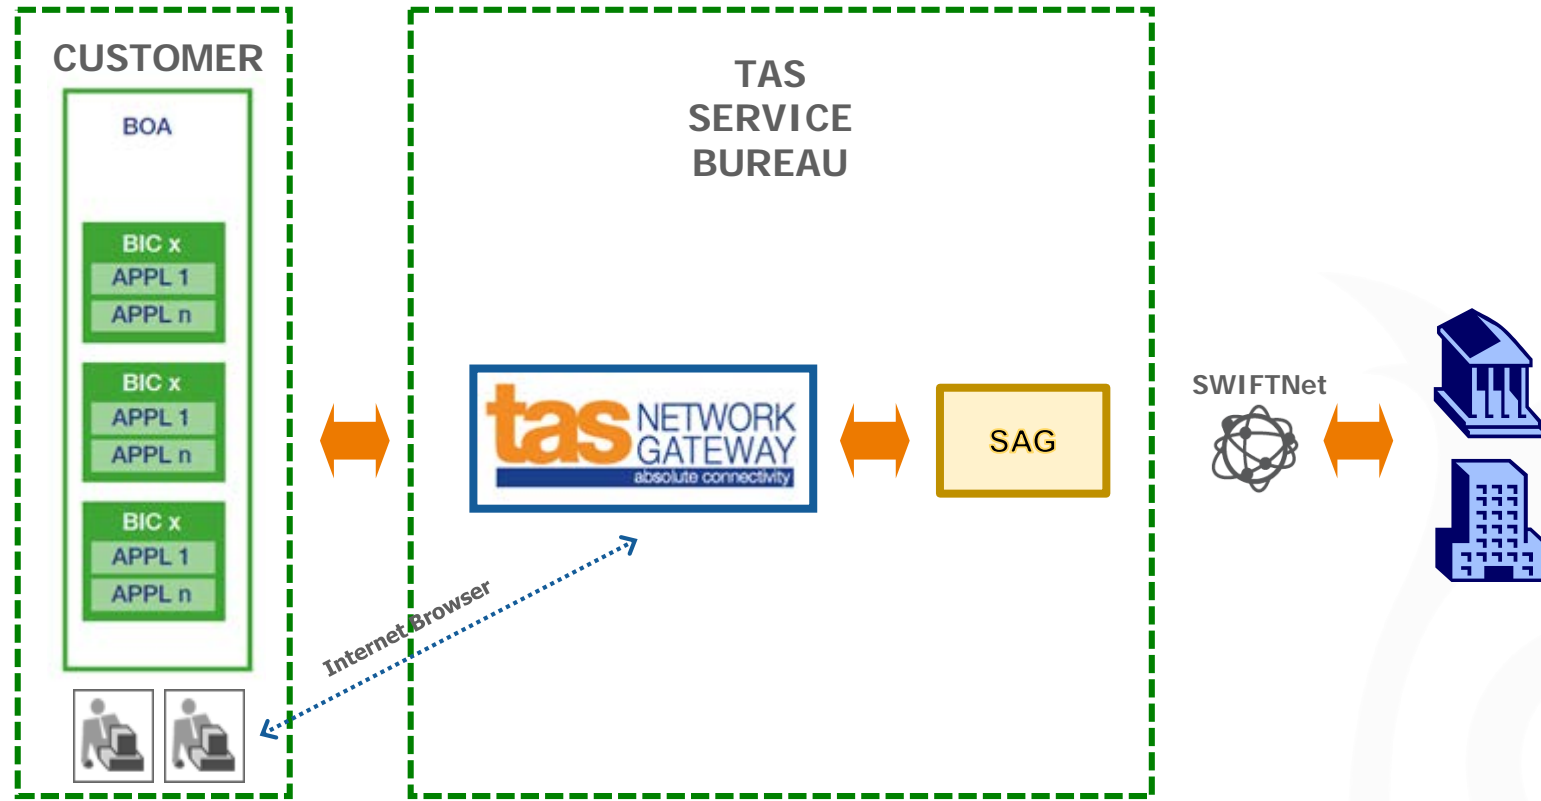 CUSTOMER
BOA
BIC x
APPL 1
APPL n
BIC x
APPL 1
APPL n
BIC x
APPL 1
APPL n
TAS
SERVICE
BUREAU
tas NETWORK
GATEWAY
absolute connectivity
SAG
SWIFTNet
Internet Browser